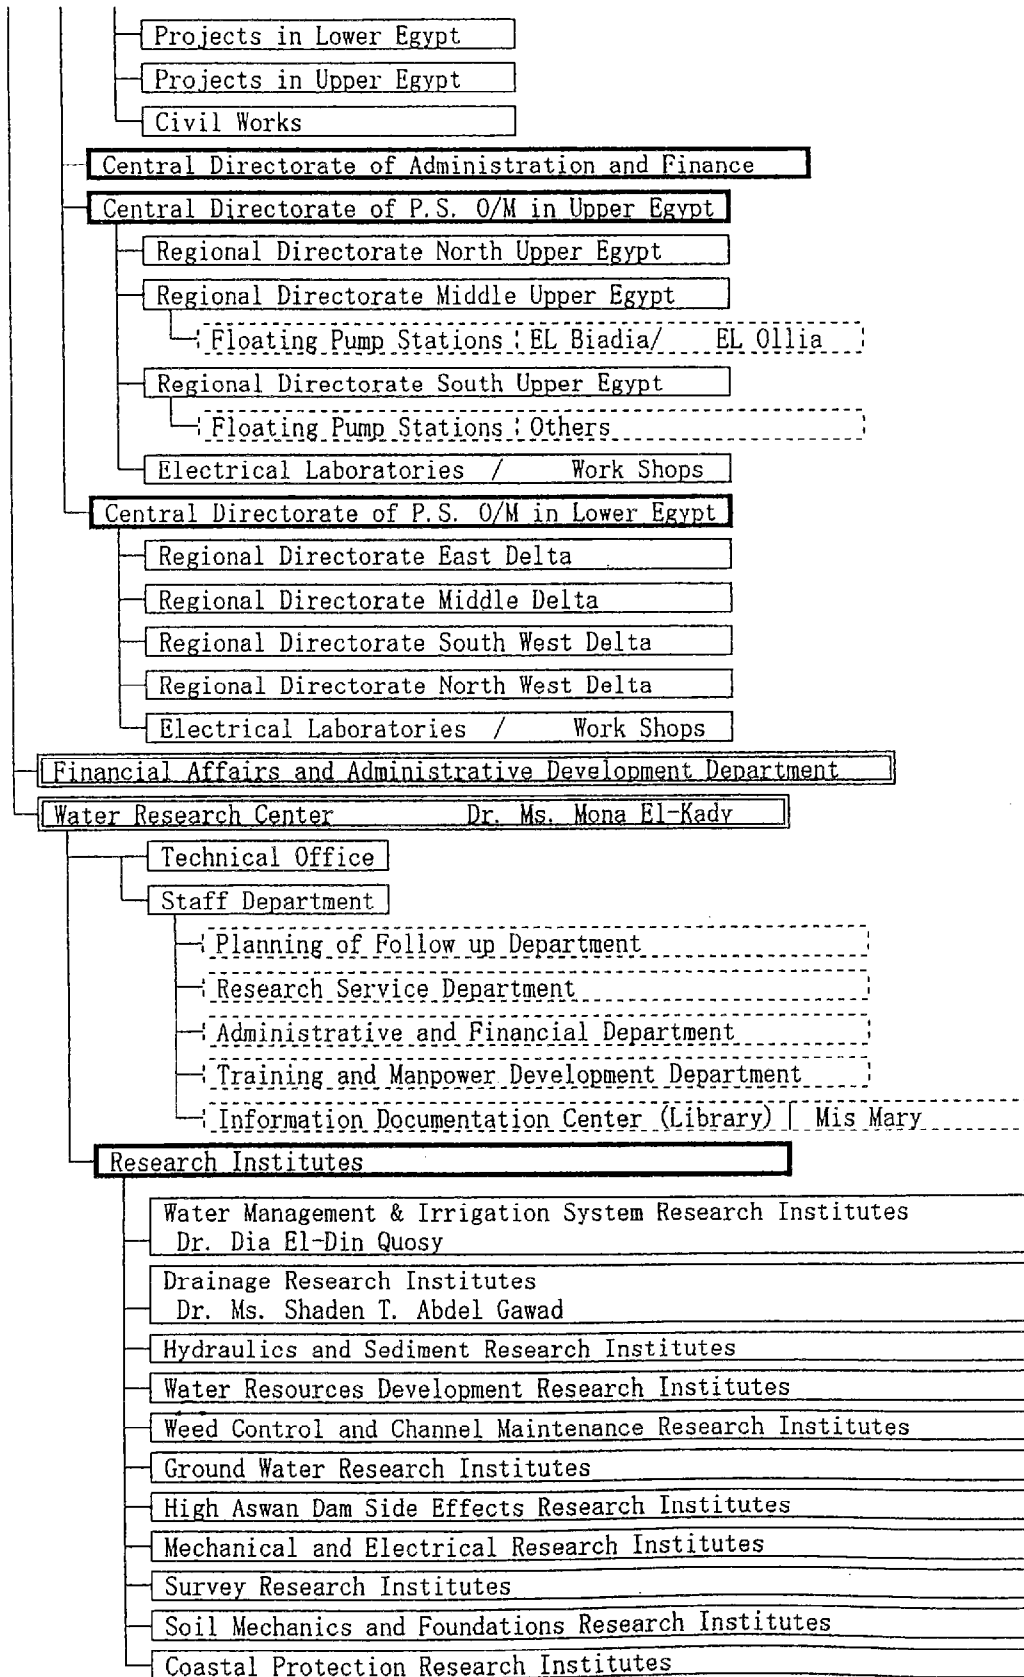 Projects in Lower Egypt
Projects in Upper Egypt
Civil Works
Central Directorate of Administration and Finance
Central Directorate of P.S. O/M in Upper Egypt
Regional Directorate North Upper Egypt
Regional Directorate Middle Upper Egypt
Floating Pump Stations EL Biadia/ EL Ollia
Regional Directorate South Upper Egypt
Floating Pump Stations Others
Electrical Laboratories / Work Shops
Central Directorate of P.S. O/M in Lower Egypt
Regional Directorate East Delta
Regional Directorate Middle Delta
Regional Directorate South West Delta
Regional Directorate North West Delta
Electrical Laboratories / Work Shops
Financial Affairs and Administrative Development Department
Water Research Center Dr. Ms. Mona El-Kady
Technical Office
Staff Department
Planning of Follow up Department
Research Service Department
Administrative and Financial Department
Training and Manpower Development Department
Information Documentation Center (Library) | Mis Mary
Research Institutes
Water Management & Irrigation System Research Institutes
Dr. Dia El-Din Quosy
Drainage Research Institutes
Dr. Ms. Shaden T. Abdel Gawad
Hydraulics and Sediment Research Institutes
Water Resources Development Research Institutes
Weed Control and Channel Maintenance Research Institutes
Ground Water Research Institutes
High Aswan Dam Side Effects Research Institutes
Mechanical and Electrical Research Institutes
Survey Research Institutes
Soil Mechanics and Foundations Research Institutes
Coastal Protection Research Institutes